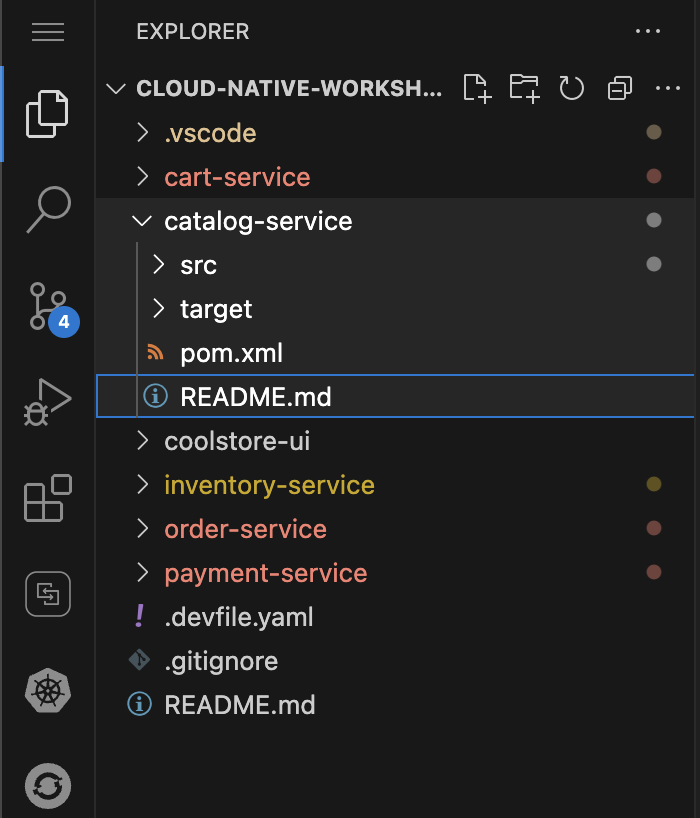 EXPLORER
CLOUD-NATIVE-WORKSH...
.vscode
cart-service
catalog-service
src
target
pom.xml
README.md
coolstore-ui
inventory-service
order-service
payment-service
.devfile.yaml
.gitignore
README.md
4